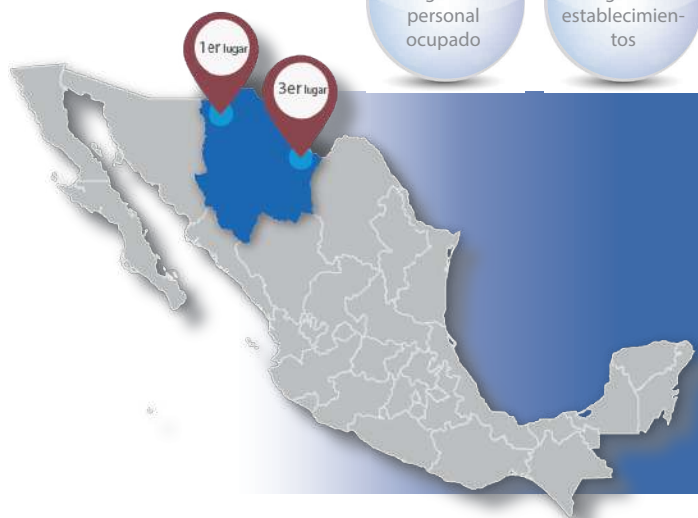 personal
ocupado
establecimien-
tos
1er lugar
3er lugar